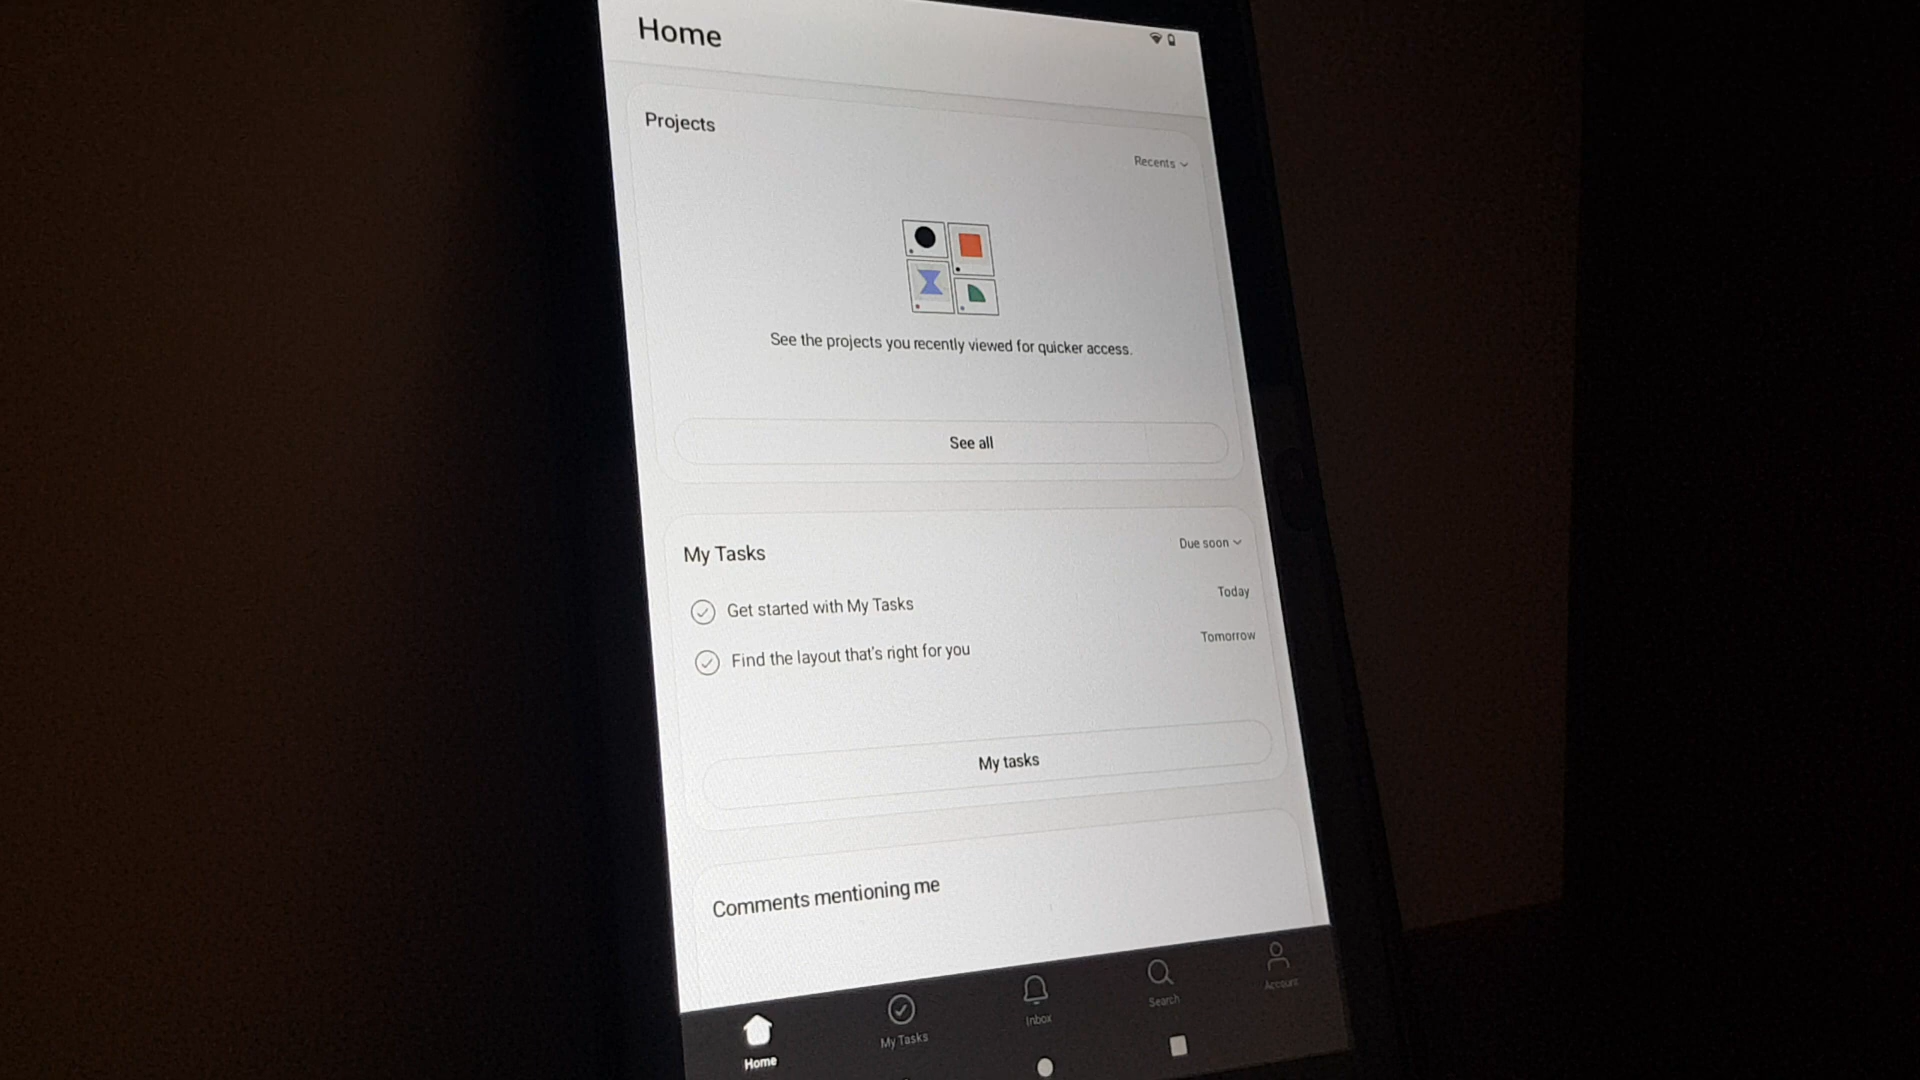 Home
Projects
Recents
See the projects you recently viewed for quicker access.
See all
My Tasks
Due soon
Get started with My Tasks
Today
Find the layout that's right for you
Tomorrow
My tasks
Comments mentioning me
Home
My Tasks
Inbox
Search
Account